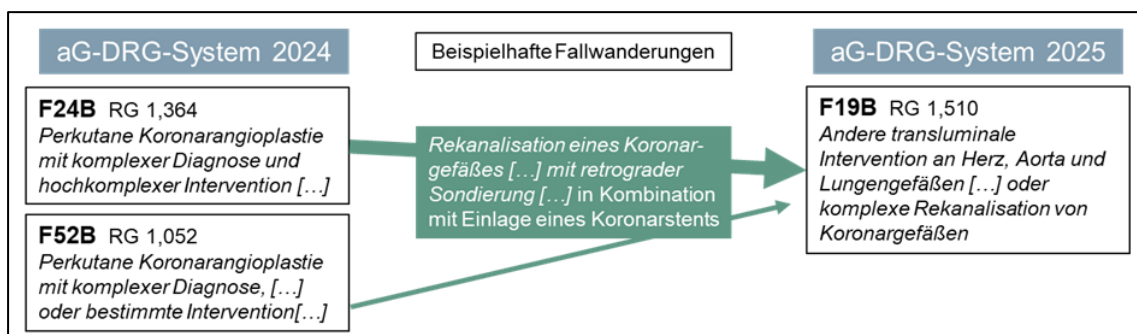 aG-DRG-System 2024
Beispielhafte Fallwanderungen
aG-DRG-System 2025
F24B RG 1,364
Perkutane Koronarangioplastie
mit komplexer Diagnose und
hochkomplexer Intervention […]
F52B RG 1,052
Perkutane Koronarangioplastie
mit komplexer Diagnose, […]
oder bestimmte Intervention[…]
Rekanalisation eines Koronar-
gefäßes […] mit retrograder
Sondierung […] in Kombination
mit Einlage eines Koronarstents
F19B RG 1,510
Andere transluminale
Intervention an Herz, Aorta und
Lungengefäßen […] oder
komplexe Rekanalisation von
Koronargefäßen